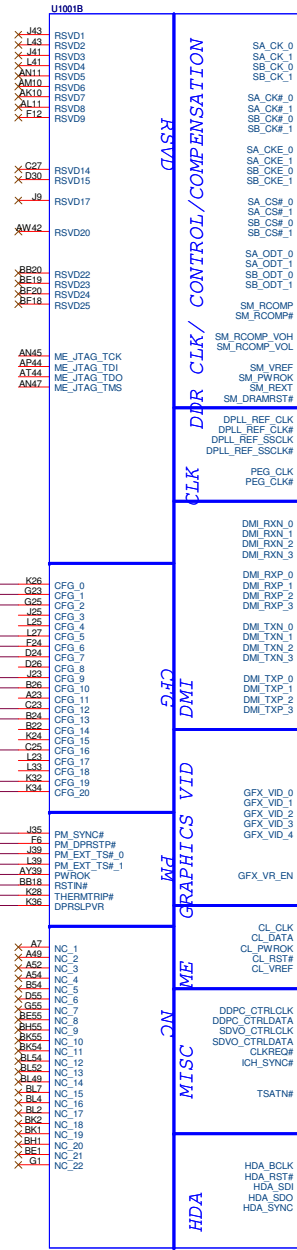 U1001B
J43 RSVD1
L43 RSVD2
J41 RSVD3
L41 RSVD4
AN11 RSVD5
AM10 RSVD6
AK10 RSVD7
AL11 RSVD8
F12 RSVD9
C27 RSVD14
D30 RSVD15
J9 RSVD17
AW42 RSVD20
BB20 RSVD22
BE19 RSVD23
BF20 RSVD24
BF18 RSVD25
AN45 ME_JTAG_TCK
AP44 ME_JTAG_TDI
AT44 ME_JTAG_TDO
AN47 ME_JTAG_TMS
RSVD
K26 CFG_0
G23 CFG_1
G25 CFG_2
J25 CFG_3
L25 CFG_4
L27 CFG_5
F24 CFG_6
D24 CFG_7
D26 CFG_8
J23 CFG_9
B26 CFG_10
A23 CFG_11
C23 CFG_12
B24 CFG_13
B22 CFG_14
K24 CFG_15
C25 CFG_16
L23 CFG_17
L33 CFG_18
K32 CFG_19
K34 CFG_20
CFG
J35 PM_SYNC#
F6 PM_DPRSTP#
J39 PM_EXT_TS#_0
L39 PM_EXT_TS#_1
AY39 PWROK
BB18 RSTIN#
K28 THERMTRIP#
K36 DPRSLPVR
PM
A7 NC_1
A49 NC_2
A52 NC_3
A54 NC_4
B54 NC_5
D55 NC_6
G55 NC_7
BE55 NC_8
BH55 NC_9
BK55 NC_10
BK54 NC_11
BL54 NC_12
BL52 NC_13
BL49 NC_14
BL7 NC_15
BL4 NC_16
BL2 NC_17
BK2 NC_18
BK1 NC_19
BH1 NC_20
BE1 NC_21
G1 NC_22
NC
DDR CLK/ CONTROL/COMPENSATION
SA_CK_0
SA_CK_1
SB_CK_0
SB_CK_1
SA_CK#_0
SA_CK#_1
SB_CK#_0
SB_CK#_1
SA_CKE_0
SA_CKE_1
SB_CKE_0
SB_CKE_1
SA_CS#_0
SA_CS#_1
SB_CS#_0
SB_CS#_1
SA_ODT_0
SA_ODT_1
SB_ODT_0
SB_ODT_1
SM_RCOMP
SM_RCOMP#
SM_RCOMP_VOH
SM_RCOMP_VOL
SM_VREF
SM_PWROK
SM_REXT
SM_DRAMRST#
CLK
DPLL_REF_CLK
DPLL_REF_CLK#
DPLL_REF_SSCLK
DPLL_REF_SSCLK#
PEG_CLK
PEG_CLK#
DMI
DMI_RXN_0
DMI_RXN_1
DMI_RXN_2
DMI_RXN_3
DMI_RXP_0
DMI_RXP_1
DMI_RXP_2
DMI_RXP_3
DMI_TXN_0
DMI_TXN_1
DMI_TXN_2
DMI_TXN_3
DMI_TXP_0
DMI_TXP_1
DMI_TXP_2
DMI_TXP_3
GRAPHICS VID
GFX_VID_0
GFX_VID_1
GFX_VID_2
GFX_VID_3
GFX_VID_4
GFX_VR_EN
ME
CL_CLK
CL_DATA
CL_PWROK
CL_RST#
CL_VREF
MISC
DDPC_CTRLCLK
DDPC_CTRLDATA
SDVO_CTRLCLK
SDVO_CTRLDATA
CLKREQ#
ICH_SYNC#
TSATN#
HDA
HDA_BCLK
HDA_RST#
HDA_SDI
HDA_SDO
HDA_SYNC